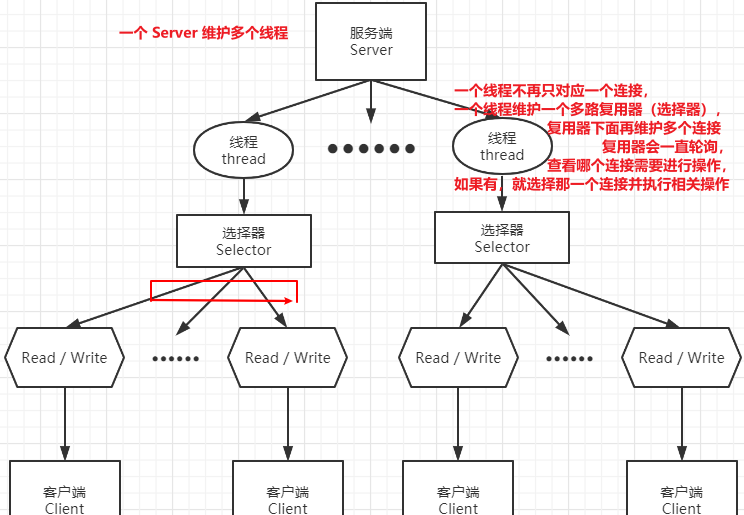 一个 Server 维护多个线程
服务端
Server
一个线程不再只对应一个连接，
一个线程维护一个多路复用器（选择器），
复用器下面再维护多个连接
复用器会一直轮询，
查看哪个连接需要进行操作，
如果有，就选择那一个连接并执行相关操作
线程
thread
线程
thread
选择器
Selector
选择器
Selector
Read / Write
Read / Write
Read / Write
Read / Write
客户端
Client
客户端
Client
客户端
Client
客户端
Client